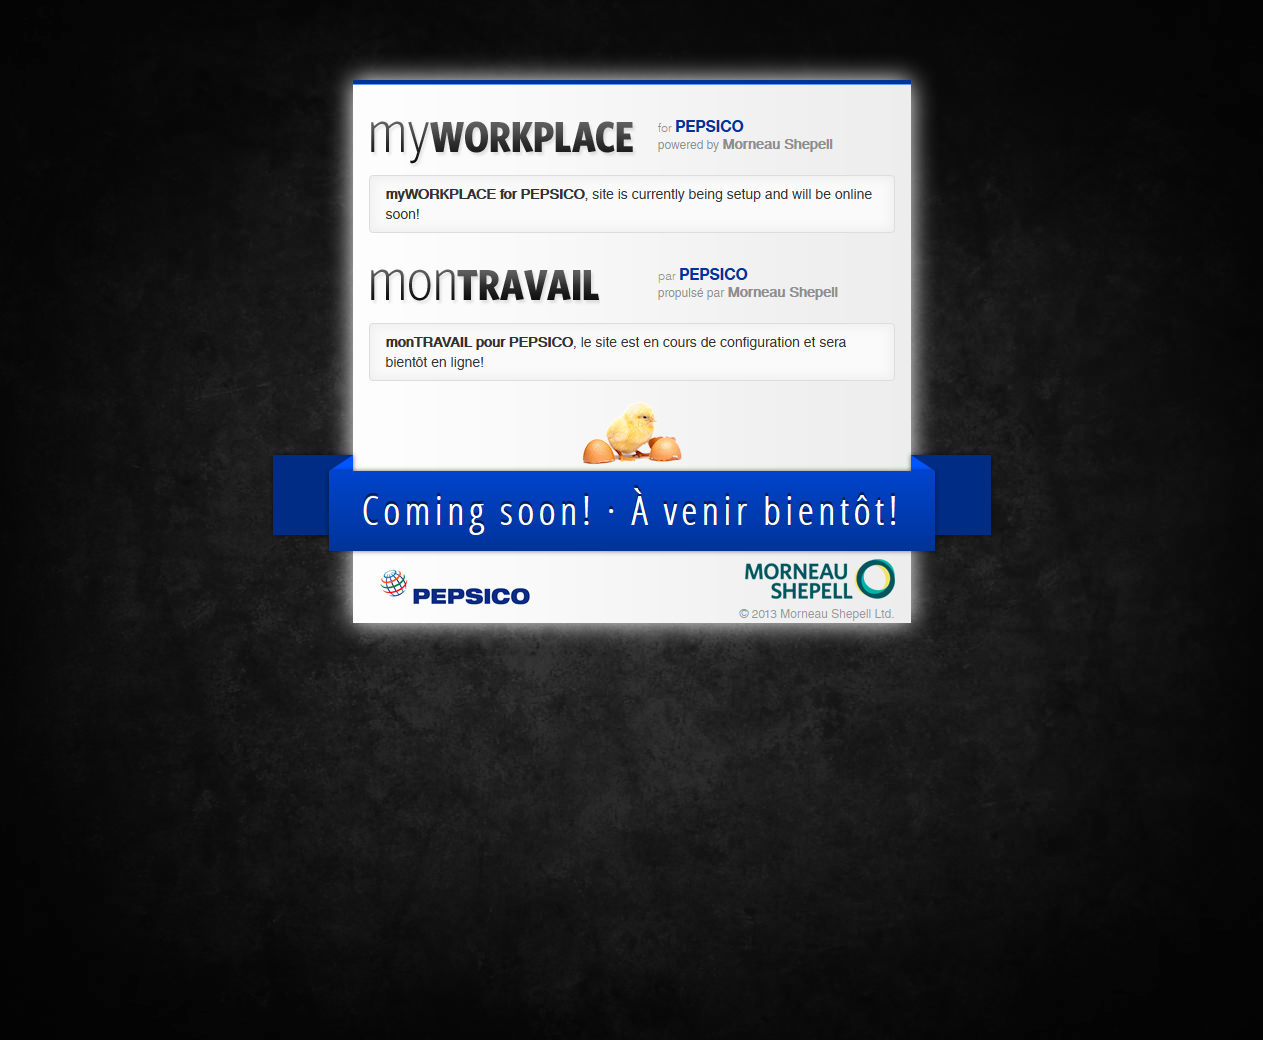 myWORKPLACE
for PEPSICO
powered by Morneau Shepell
myWORKPLACE for PEPSICO, site is currently being setup and will be online
soon!
monTRAVAIL
par PEPSICO
propulsé par Morneau Shepell
monTRAVAIL pour PEPSICO, le site est en cours de configuration et sera
bientôt en ligne!
Coming soon! · À venir bientôt!
PEPSICO
MORNEAU
SHEPELL
© 2013 Morneau Shepell Ltd.